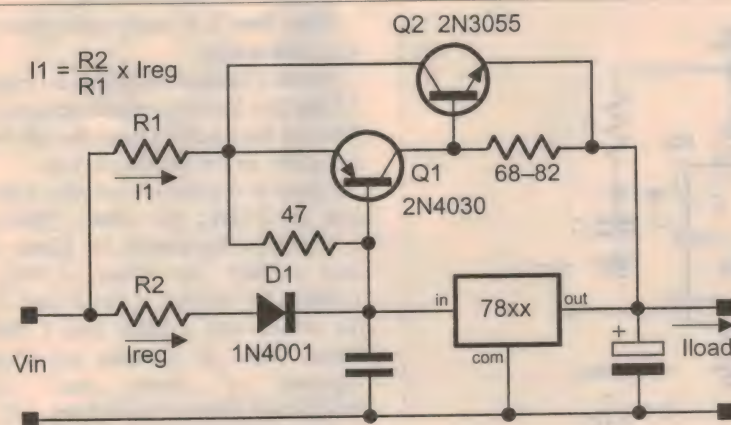 Q2 2N3055
I1 = R2/R1 x Ireg
R1
I1
Q1
2N4030
68–82
47
R2
D1
Ireg
1N4001
in
78xx
out
com
+
Iload
Vin